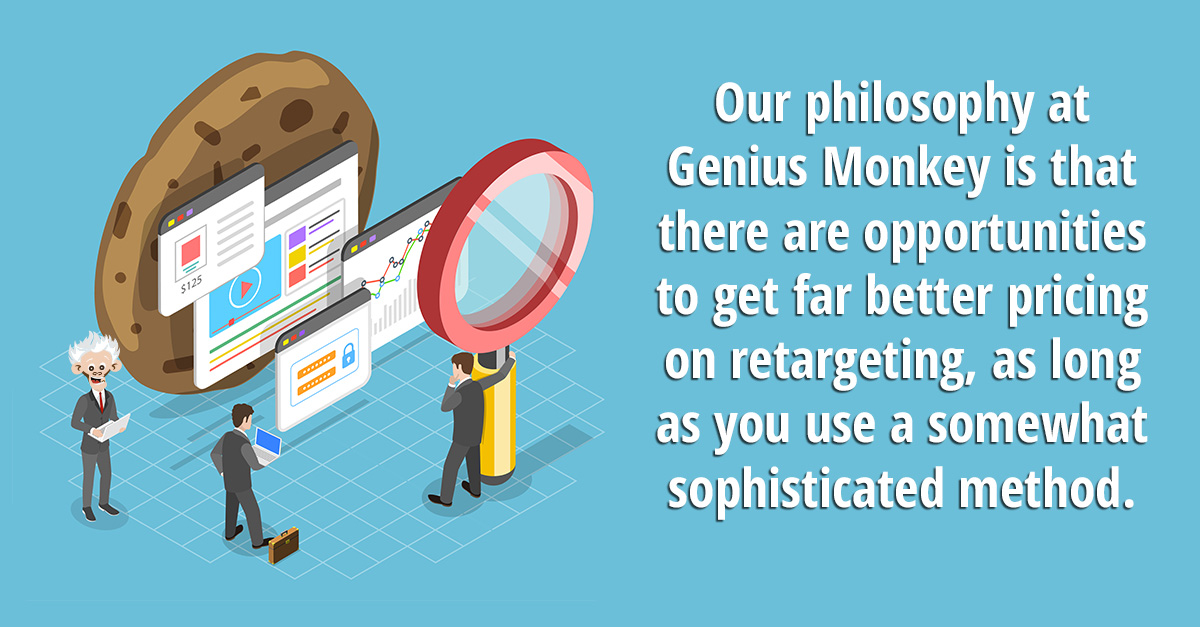 $125
Our philosophy at
Genius Monkey is that
there are opportunities
to get far better pricing
on retargeting, as long
as you use a somewhat
sophisticated method.